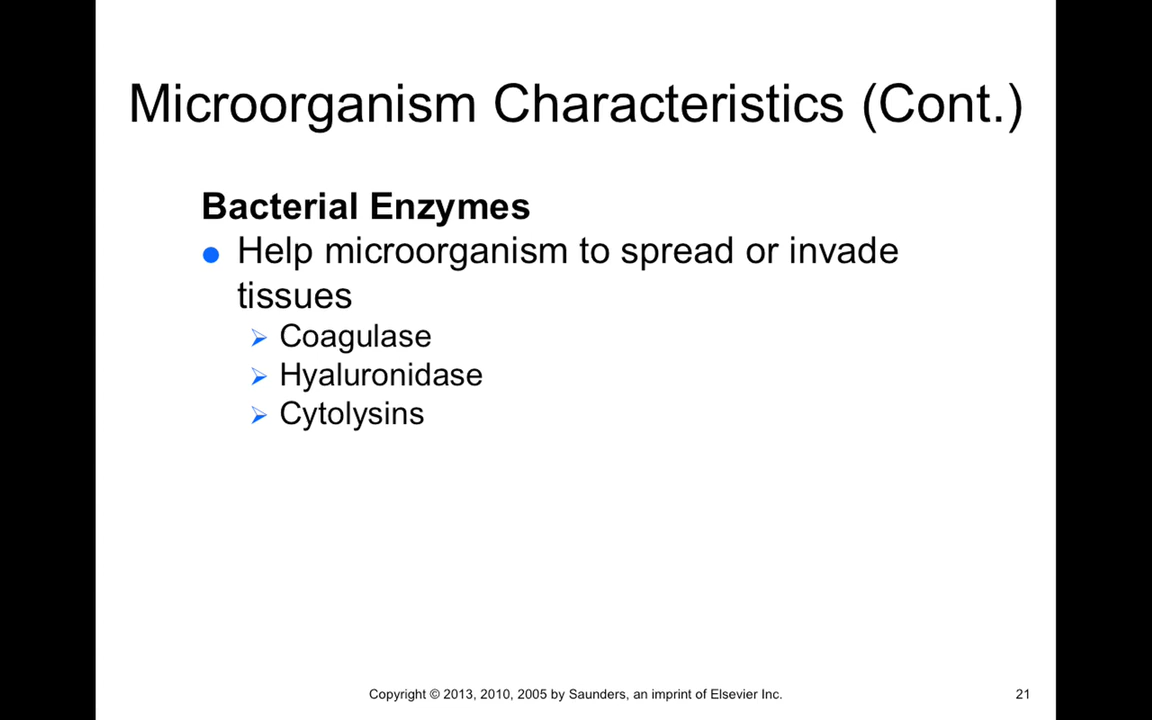 Microorganism Characteristics (Cont.)
Bacterial Enzymes
● Help microorganism to spread or invade
tissues
➢ Coagulase
➢ Hyaluronidase
➢ Cytolysins
Copyright © 2013, 2010, 2005 by Saunders, an imprint of Elsevier Inc.
21